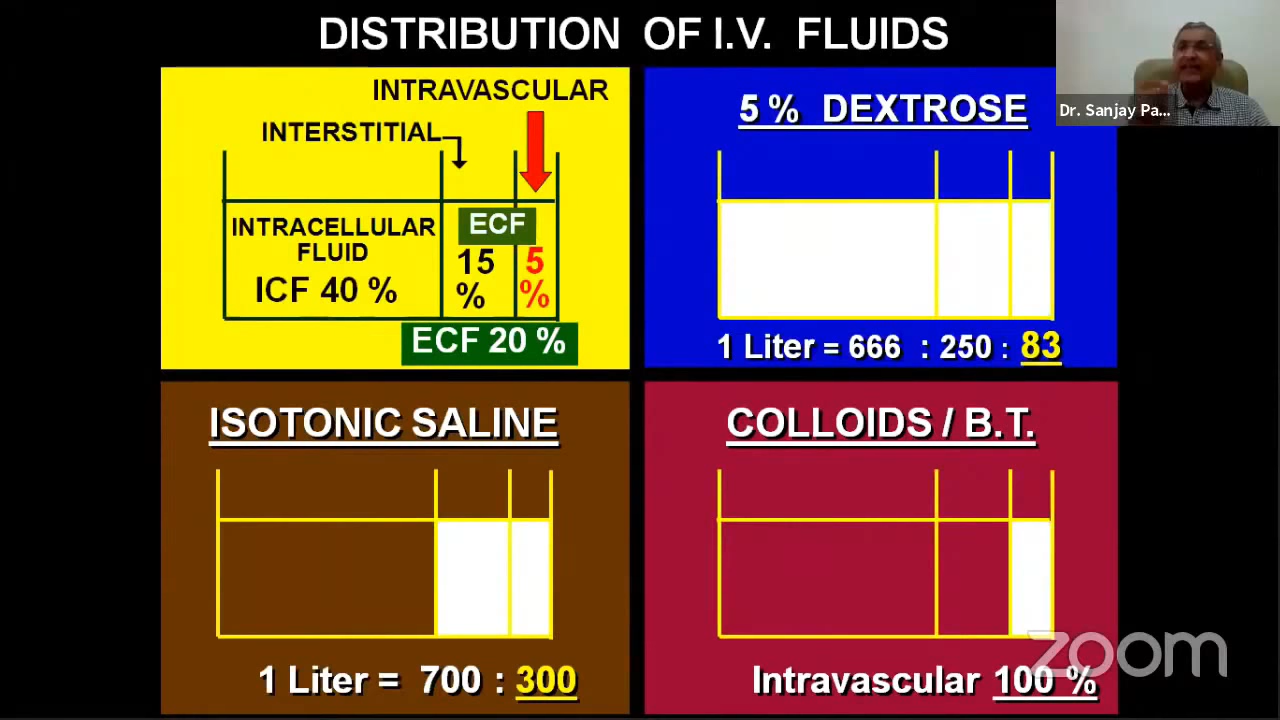 DISTRIBUTION OF I.V. FLUIDS
INTRAVASCULAR
INTERSTITIAL
INTRACELLULAR
FLUID
ICF 40 %
ECF
15
%
5
%
ECF 20 %
5 % DEXTROSE
1 Liter = 666 : 250 : 83
Dr. Sanjay Pa...
ISOTONIC SALINE
1 Liter = 700 : 300
COLLOIDS / B.T.
Intravascular 100 %
zoom